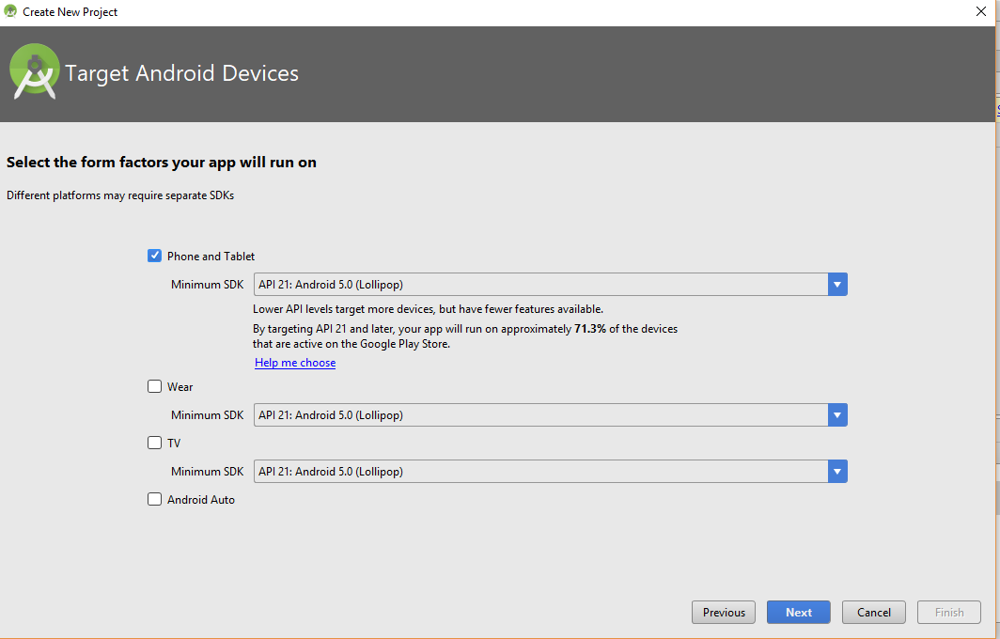 Create New Project
Target Android Devices
Select the form factors your app will run on
Different platforms may require separate SDKs
Phone and Tablet
Minimum SDK API 21: Android 5.0 (Lollipop)
Lower API levels target more devices, but have fewer features available.
By targeting API 21 and later, your app will run on approximately 71.3% of the devices
that are active on the Google Play Store.
Help me choose
Wear
Minimum SDK API 21: Android 5.0 (Lollipop)
TV
Minimum SDK API 21: Android 5.0 (Lollipop)
Android Auto
Previous Next Cancel Finish